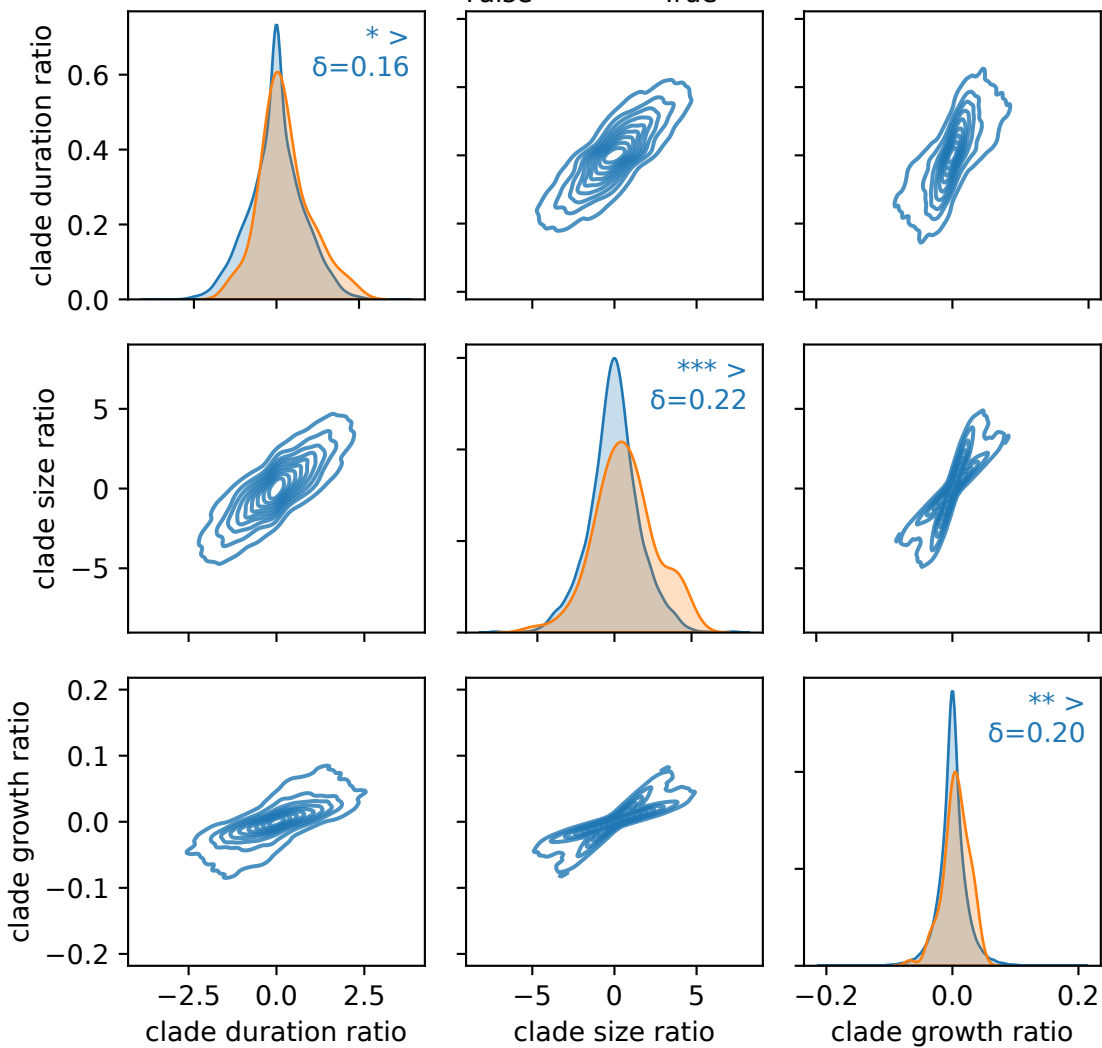 False True
clade duration ratio
0.6
0.4
0.2
0.0
* >
δ=0.16
clade size ratio
5
0
−5
*** >
δ=0.22
clade growth ratio
0.2
0.1
0.0
−0.1
−0.2
** >
δ=0.20
−2.5 0.0 2.5
−5 0 5
−0.2 0.0 0.2
clade duration ratio
clade size ratio
clade growth ratio